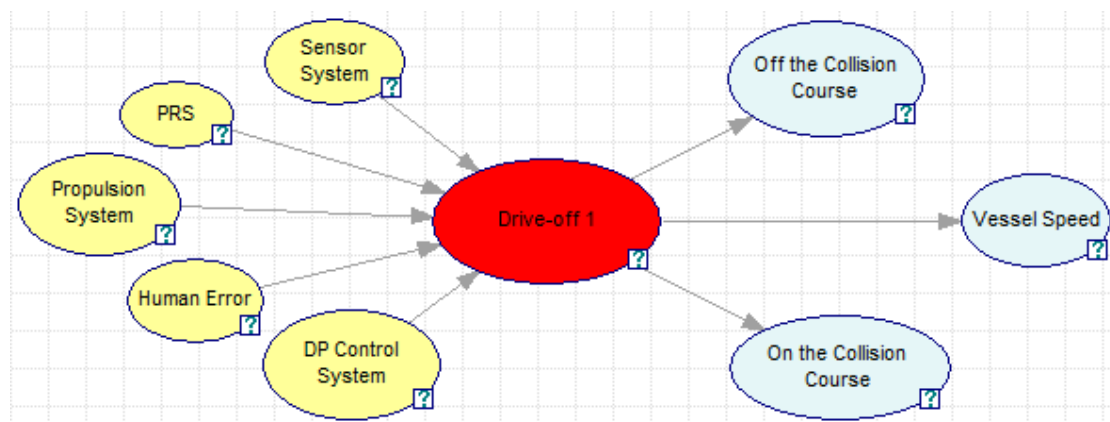 Sensor
System
PRS
Propulsion
System
Human Error
DP Control
System
Drive-off 1
Off the Collision
Course
Vessel Speed
On the Collision
Course
?
?
?
?
?
?
?
?
?